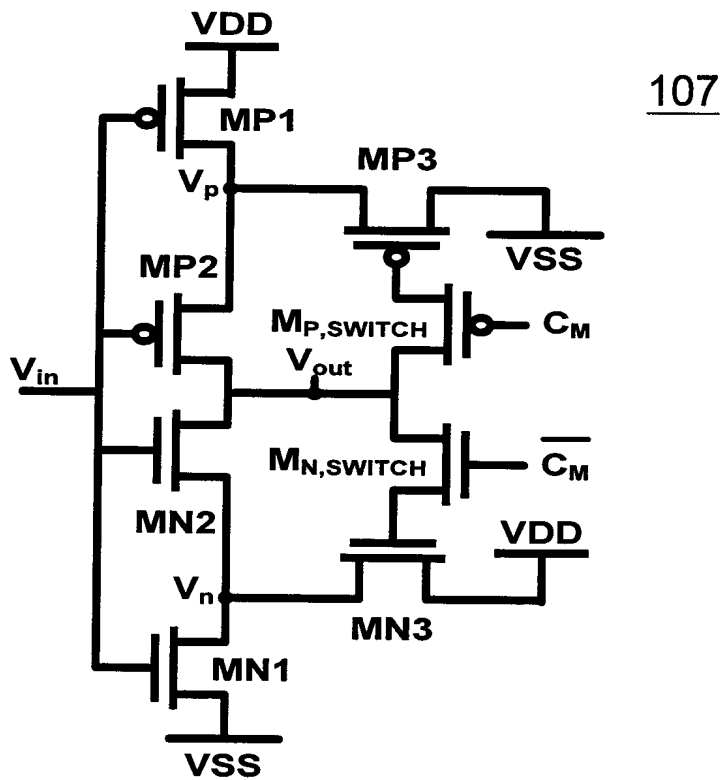 VDD
107
MP1
MP3
Vp
VSS
MP2
MP,SWITCH
CM
Vout
Vin
MN,SWITCH
C̅M̅
MN2
VDD
Vn
MN3
MN1
VSS